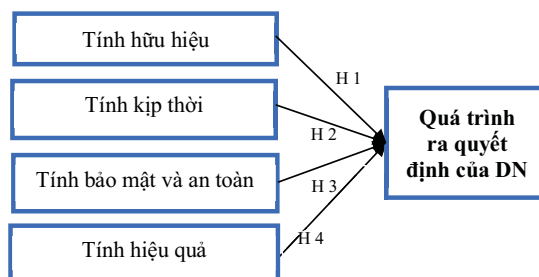 Tính hữu hiệu
H 1
Tính kịp thời
H 2
Quá trình
ra quyết
định của DN
Tính bảo mật và an toàn
H 3
Tính hiệu quả
H 4